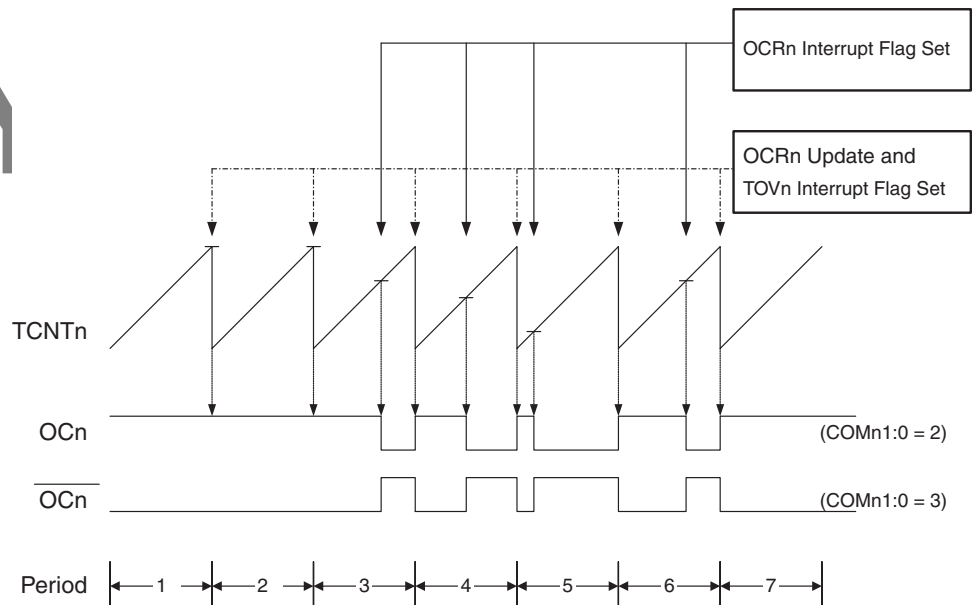 OCRn Interrupt Flag Set
OCRn Update and
TOVn Interrupt Flag Set
TCNTn
OCn
(COMn1:0 = 2)
OCn
(COMn1:0 = 3)
Period
1
2
3
4
5
6
7